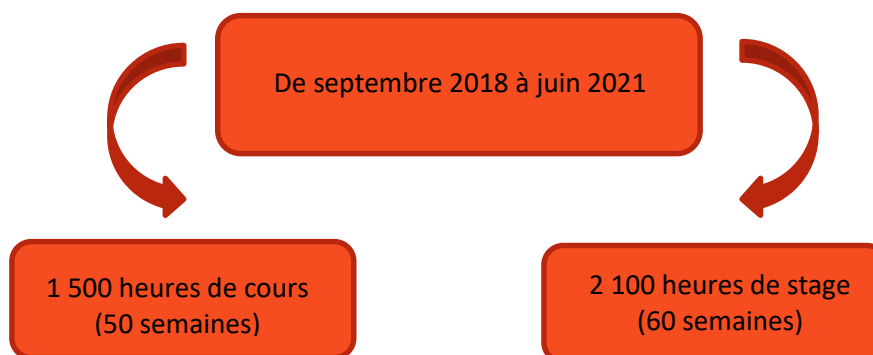 De septembre 2018 à juin 2021
1 500 heures de cours
(50 semaines)
2 100 heures de stage
(60 semaines)